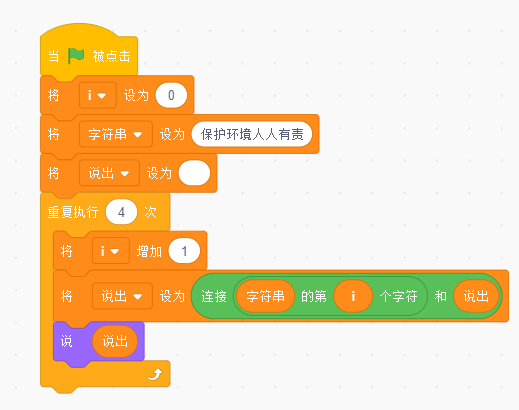 当 被点击
将 i 设为 0
将 字符串 设为 保护环境人人有责
将 说出 设为
重复执行 4 次
将 i 增加 1
将 说出 设为 连接 字符串 的第 i 个字符 和 说出
说 说出